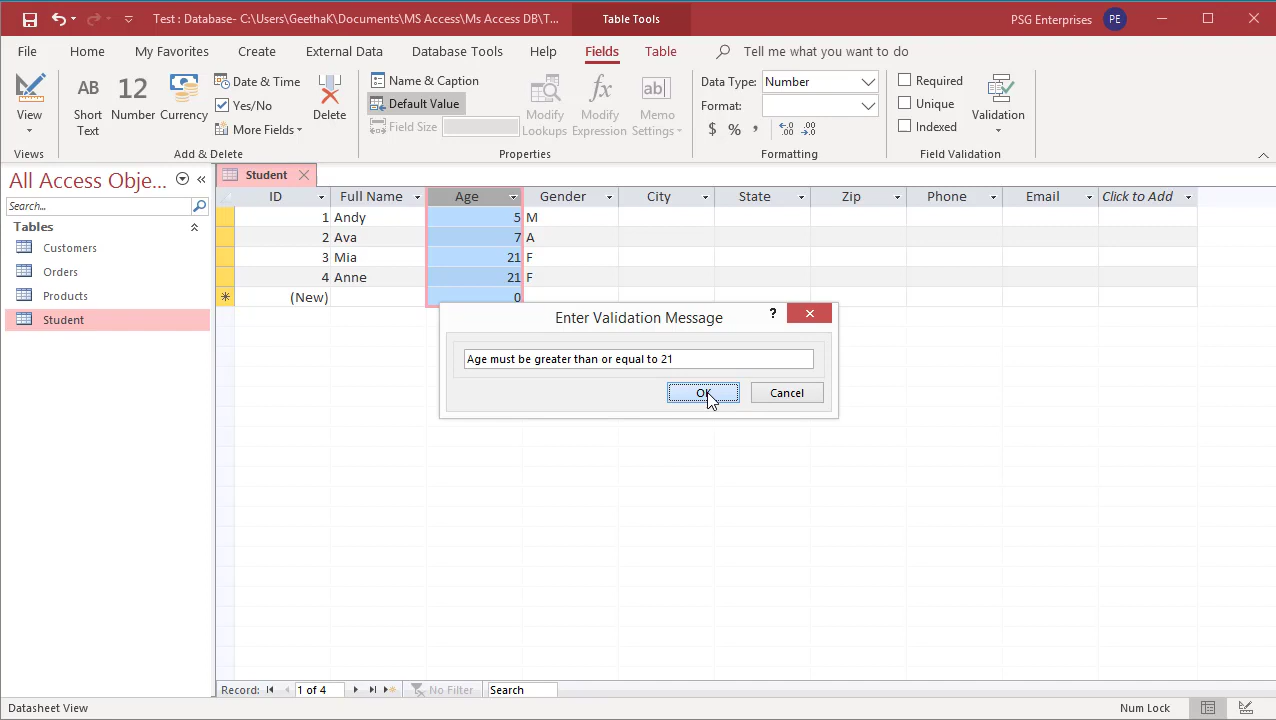 Test : Database- C:\Users\GeethaK\Documents\MS Access\Ms Access DB\T...
Table Tools
PSG Enterprises
PE
File
Home
My Favorites
Create
External Data
Database Tools
Help
Fields
Table
Tell me what you want to do
View
AB
Short
Text
12
Number
Currency
Date & Time
Yes/No
More Fields
Delete
Name & Caption
Default Value
Field Size
Modify
Lookups
fx
Modify
Expression
ab
Memo
Settings
Data Type:
Number
Format:
$ % ,
.00
.00
Required
Unique
Indexed
Validation
Views
Add & Delete
Properties
Formatting
Field Validation
All Access Obje...
Search...
Tables
Customers
Orders
Products
Student
Student
ID Full Name Age Gender City State Zip Phone Email Click to Add
1 Andy 5 M
2 Ava 7 A
3 Mia 21 F
4 Anne 21 F
(New) 0
Enter Validation Message
?
Age must be greater than or equal to 21
OK
Cancel
Record:
1 of 4
No Filter
Search
Datasheet View
Num Lock